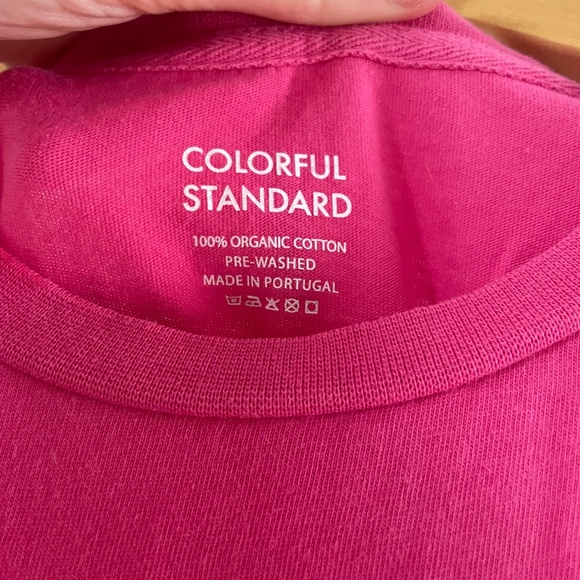 COLORFUL
STANDARD
100% ORGANIC COTTON
PRE-WASHED
MADE IN PORTUGAL